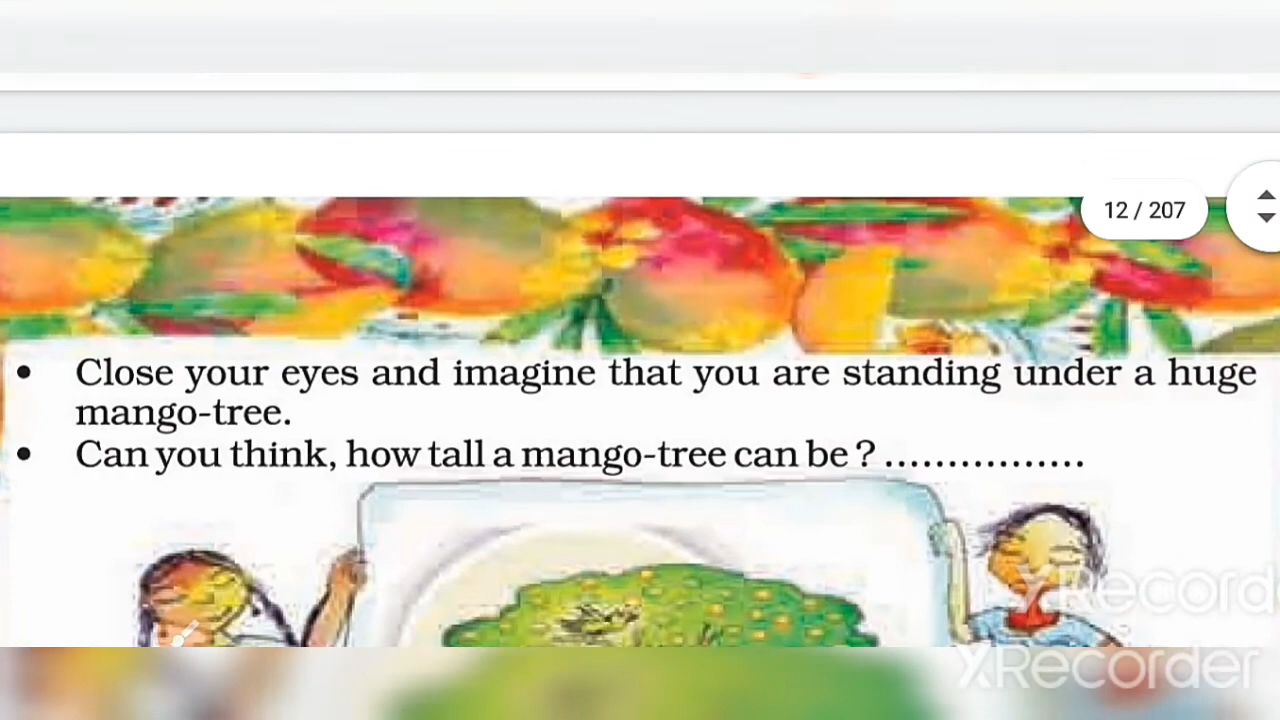 12 / 207
• Close your eyes and imagine that you are standing under a huge
mango-tree.
• Can you think, how tall a mango-tree can be ? ................
XRecord
XRecorder